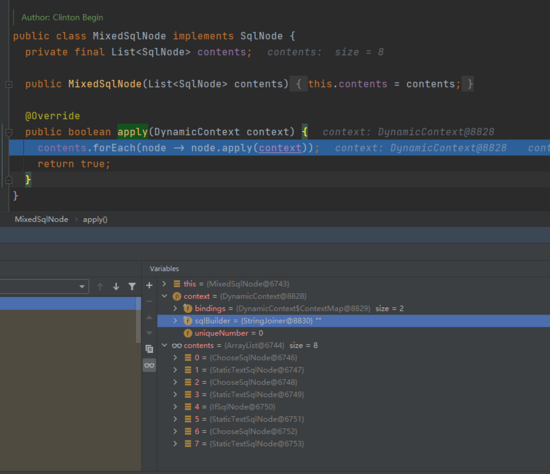 Author: Clinton Begin
public class MixedSqlNode implements SqlNode {
private final List<SqlNode> contents;   contents:  size = 8
public MixedSqlNode(List<SqlNode> contents) { this.contents = contents; }
@Override
public boolean apply(DynamicContext context) {   context: DynamicContext@8828
contents.forEach(node → node.apply(context));   context: DynamicContext@8828   cont
return true;
}
}
MixedSqlNode › apply()
Variables
this = {MixedSqlNode@6743}
context = {DynamicContext@8828}
bindings = {DynamicContext$ContextMap@8829}  size = 2
sqlBuilder = {StringJoiner@8830} ""
uniqueNumber = 0
contents = {ArrayList@6744}  size = 8
0 = {ChooseSqlNode@6746}
1 = {StaticTextSqlNode@6747}
2 = {ChooseSqlNode@6748}
3 = {StaticTextSqlNode@6749}
4 = {IfSqlNode@6750}
5 = {StaticTextSqlNode@6751}
6 = {ChooseSqlNode@6752}
7 = {StaticTextSqlNode@6753}